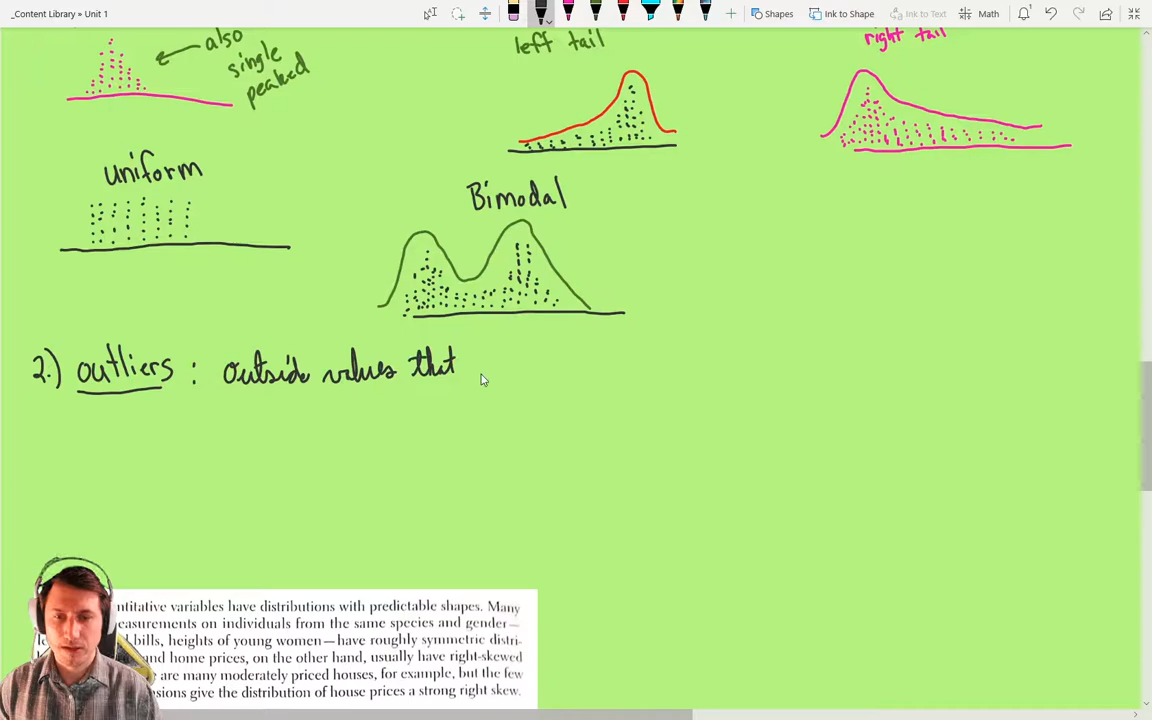 _Content Library » Unit 1
Shapes
Ink to Shape
Ink to Text
Math
also
single
peaked
left tail
right tail
uniform
Bimodal
2.) outliers : outside values that
ntitative variables have distributions with predictable shapes. Many
easurements on individuals from the same species and gender—
bills, heights of young women—have roughly symmetric distri-
and home prices, on the other hand, usually have right-skewed
are many moderately priced houses, for example, but the few
sions give the distribution of house prices a strong right skew.